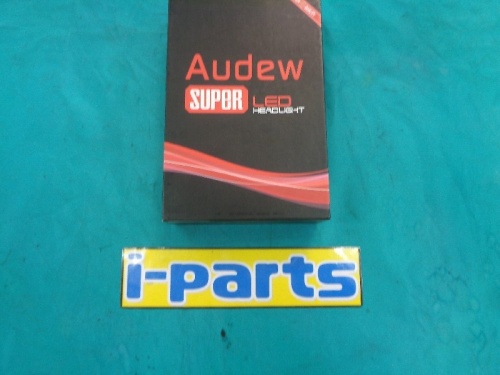 Audew
SUPER LED
HEADLIGHT
i-parts